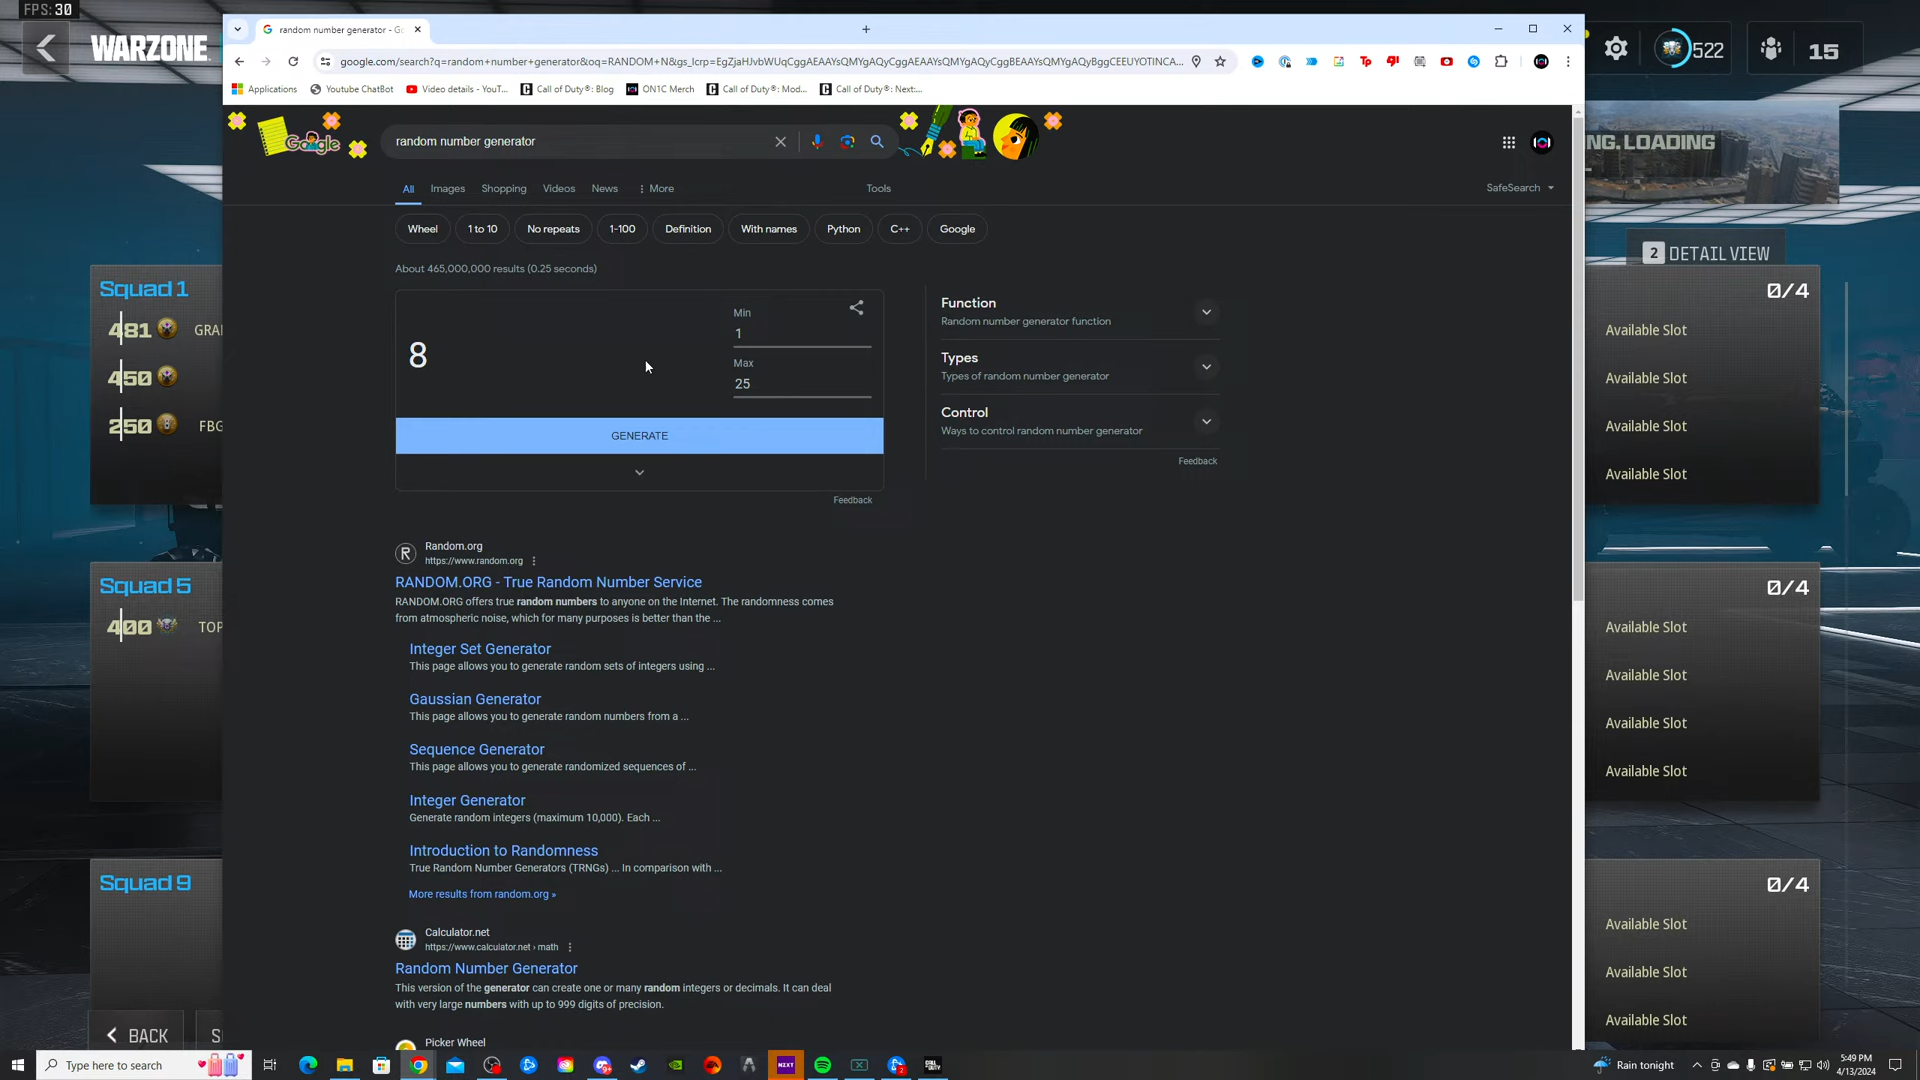 FPS: 30
WARZONE
522
15
random number generator - Go
google.com/search?q=random+number+generator&oq=RANDOM+N&gs_lcrp=EgZjaHJvbWUqCggAEAAYsQMYgAQyCggAEAAYsQMYgAQyCggBEAAYsQMYgAQyBggCEEUYOTINCA...
Applications
Youtube ChatBot
Video details - YouT...
Call of Duty®: Blog
ON1C Merch
Call of Duty®: Mod...
Call of Duty®: Next:...
Google
random number generator
NG. LOADING
All
Images
Shopping
Videos
News
More
Tools
SafeSearch
Wheel
1 to 10
No repeats
1-100
Definition
With names
Python
C++
Google
2 DETAIL VIEW
About 465,000,000 results (0.25 seconds)
8
Min
1
Max
25
GENERATE
Feedback
Function
Random number generator function
Types
Types of random number generator
Control
Ways to control random number generator
Feedback
Squad 1
481 GRA
450
250 FBG
0/4
Available Slot
Available Slot
Available Slot
Available Slot
Random.org
https://www.random.org
RANDOM.ORG - True Random Number Service
RANDOM.ORG offers true random numbers to anyone on the Internet. The randomness comes
from atmospheric noise, which for many purposes is better than the ...
Integer Set Generator
This page allows you to generate random sets of integers using ...
Gaussian Generator
This page allows you to generate random numbers from a ...
Sequence Generator
This page allows you to generate randomized sequences of ...
Integer Generator
Generate random integers (maximum 10,000). Each ...
Introduction to Randomness
True Random Number Generators (TRNGs) ... In comparison with ...
More results from random.org »
Squad 5
400 TOP
0/4
Available Slot
Available Slot
Available Slot
Available Slot
Calculator.net
https://www.calculator.net › math
Random Number Generator
This version of the generator can create one or many random integers or decimals. It can deal
with very large numbers with up to 999 digits of precision.
Picker Wheel
Squad 9
0/4
Available Slot
Available Slot
Available Slot
BACK
S
Type here to search
Rain tonight
5:49 PM
4/13/2024